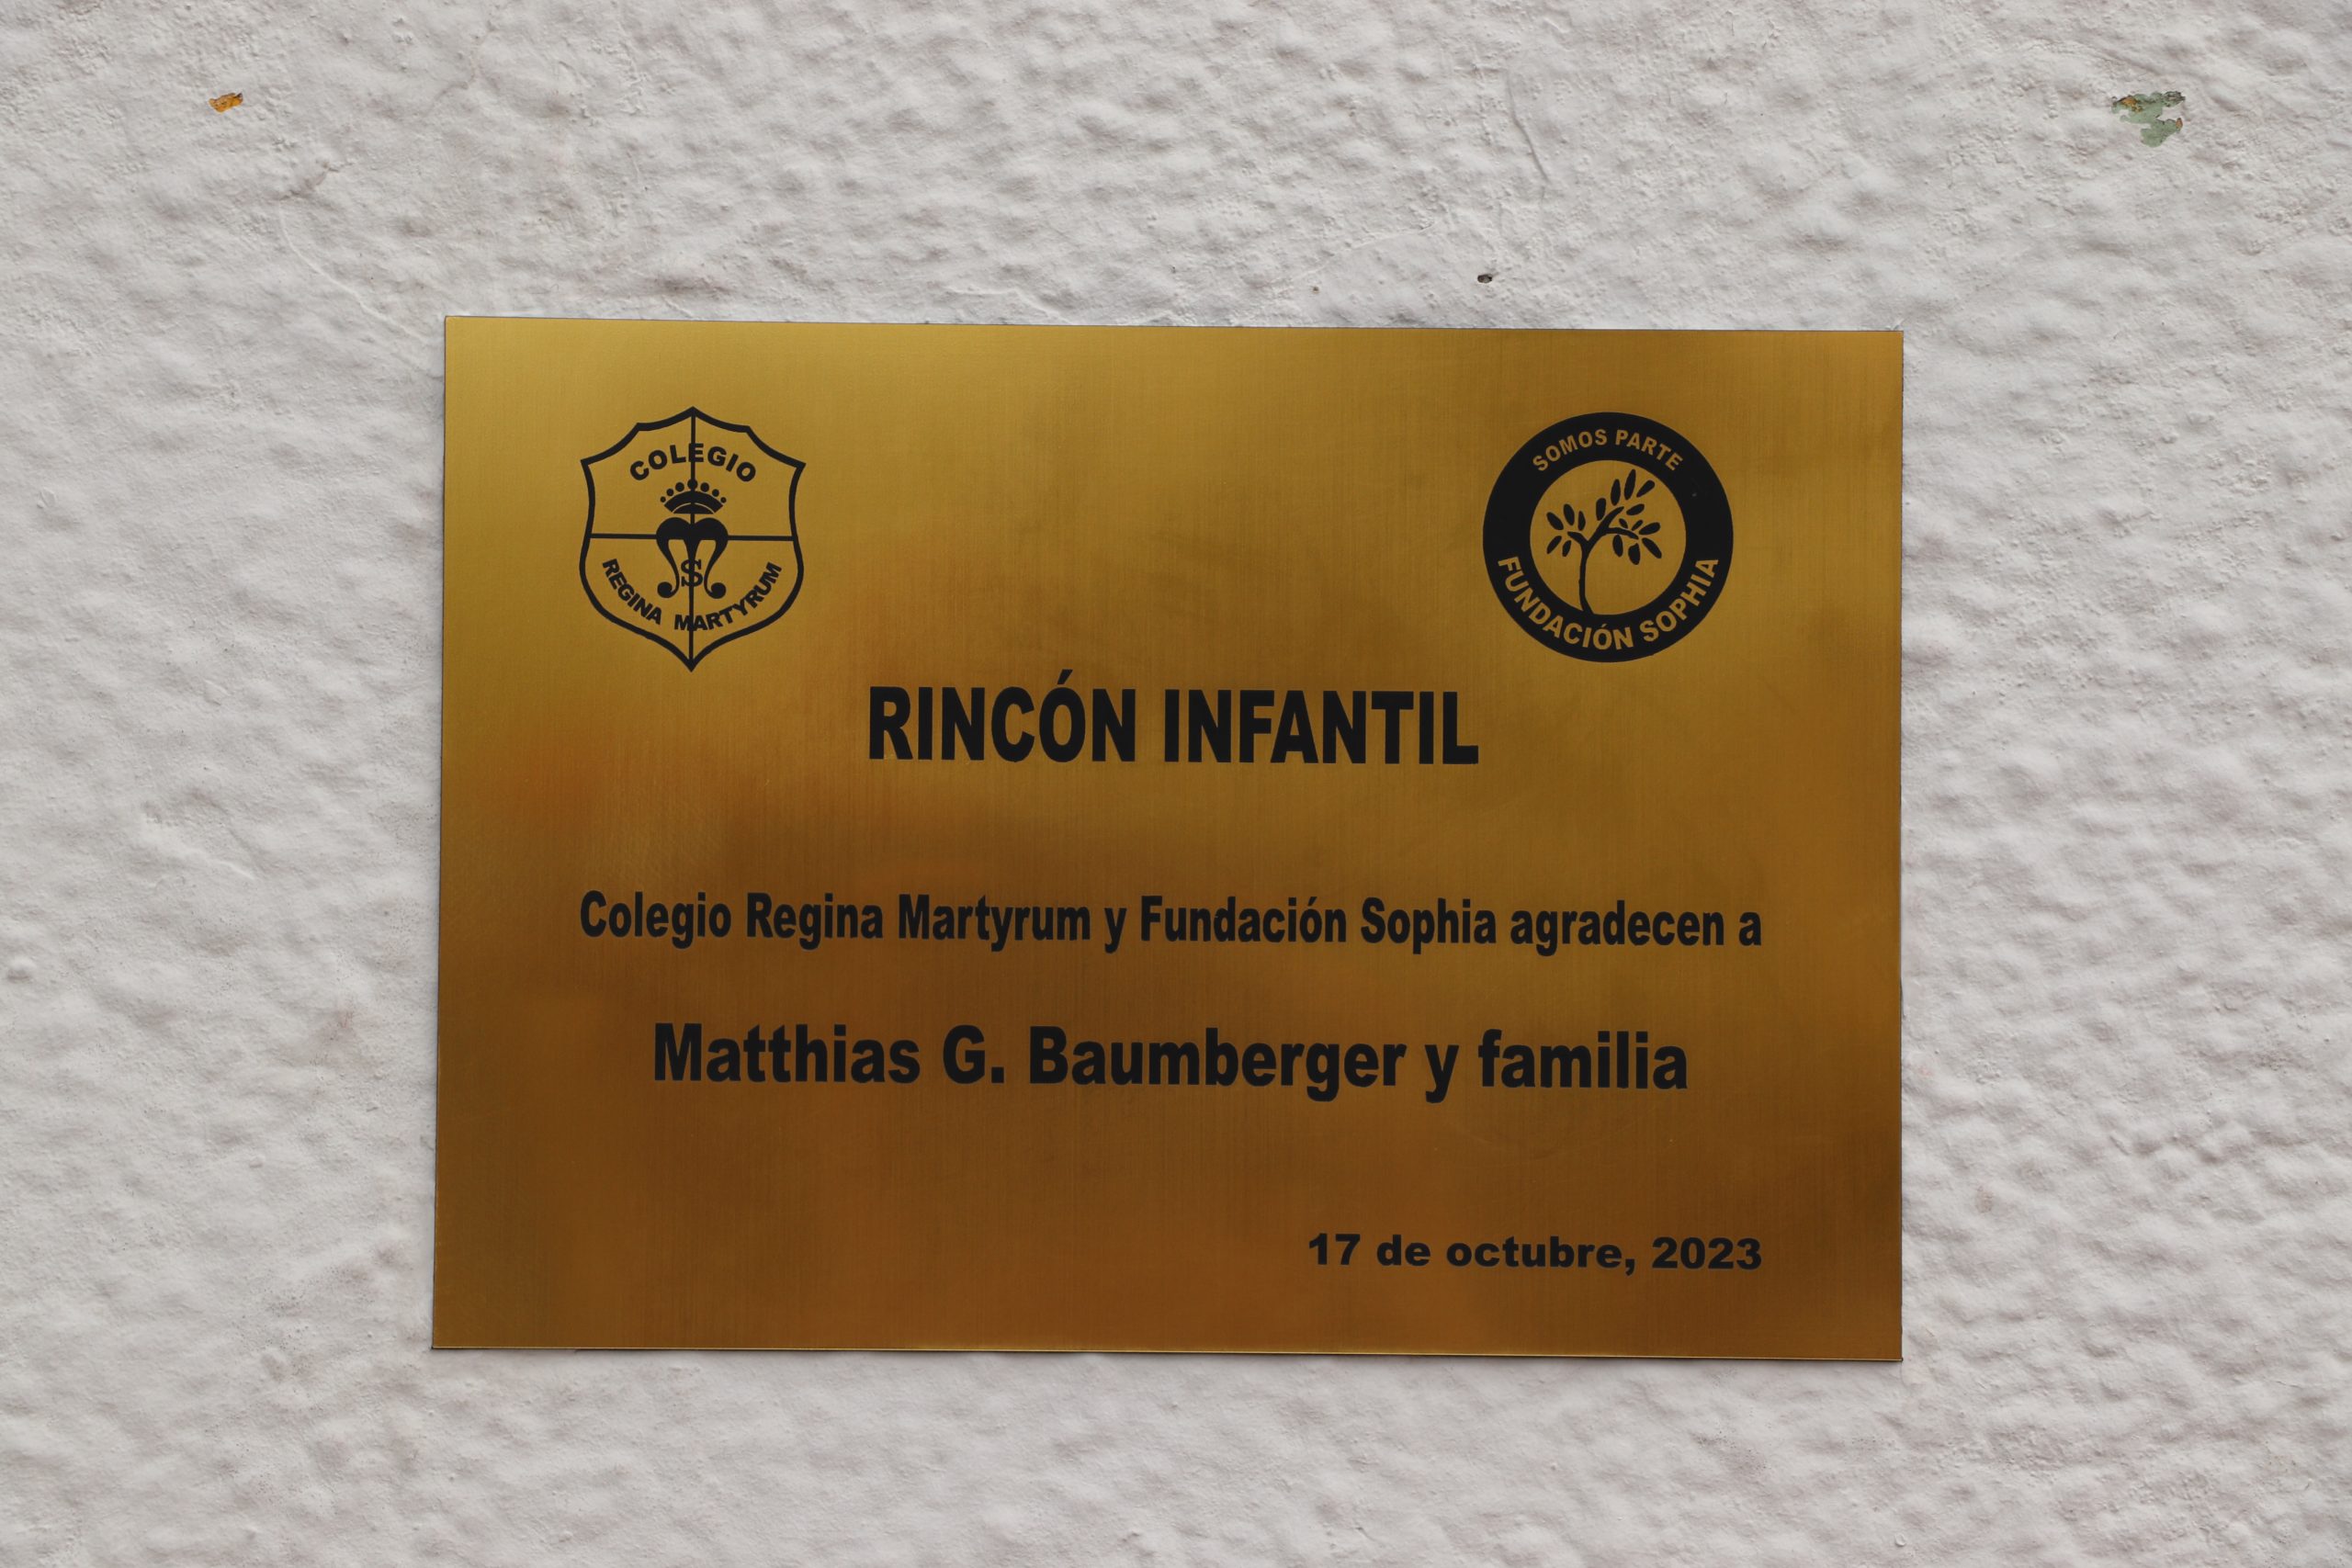 COLEGIO
REGINA MARTYRUM
SOMOS PARTE
FUNDACIÓN SOPHIA
RINCÓN INFANTIL
Colegio Regina Martyrum y Fundación Sophia agradecen a
Matthias G. Baumberger y familia
17 de octubre, 2023